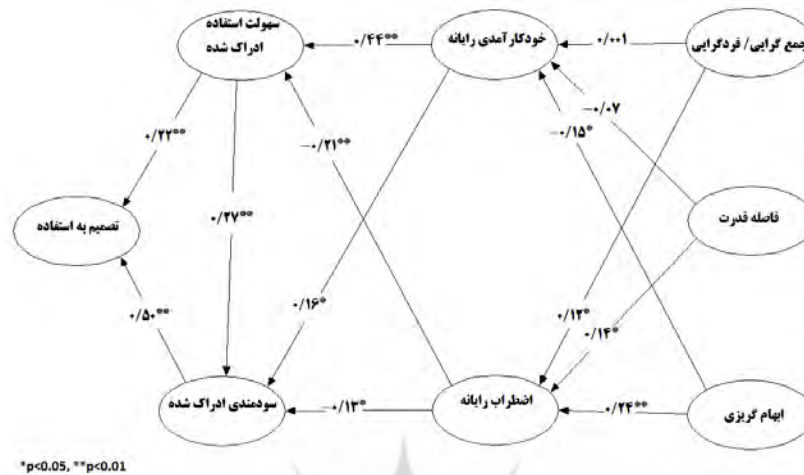 جمع گرایی/ فردگرایی
۰/۰۰۱
خودکارآمدی رایانه
۰/۴۴**
سهولت استفاده
ادراک شده
-۰/۰۷
-۰/۱۵*
-۰/۲۱**
۰/۲۲**
فاصله قدرت
۰/۲۷**
تصمیم به استفاده
۰/۱۲*
۰/۱۴*
۰/۱۶*
۰/۵۰**
ابهام گریزی
۰/۲۴**
اضطراب رایانه
-۰/۱۳*
سودمندی ادراک شده
*p<0.05, **p<0.01